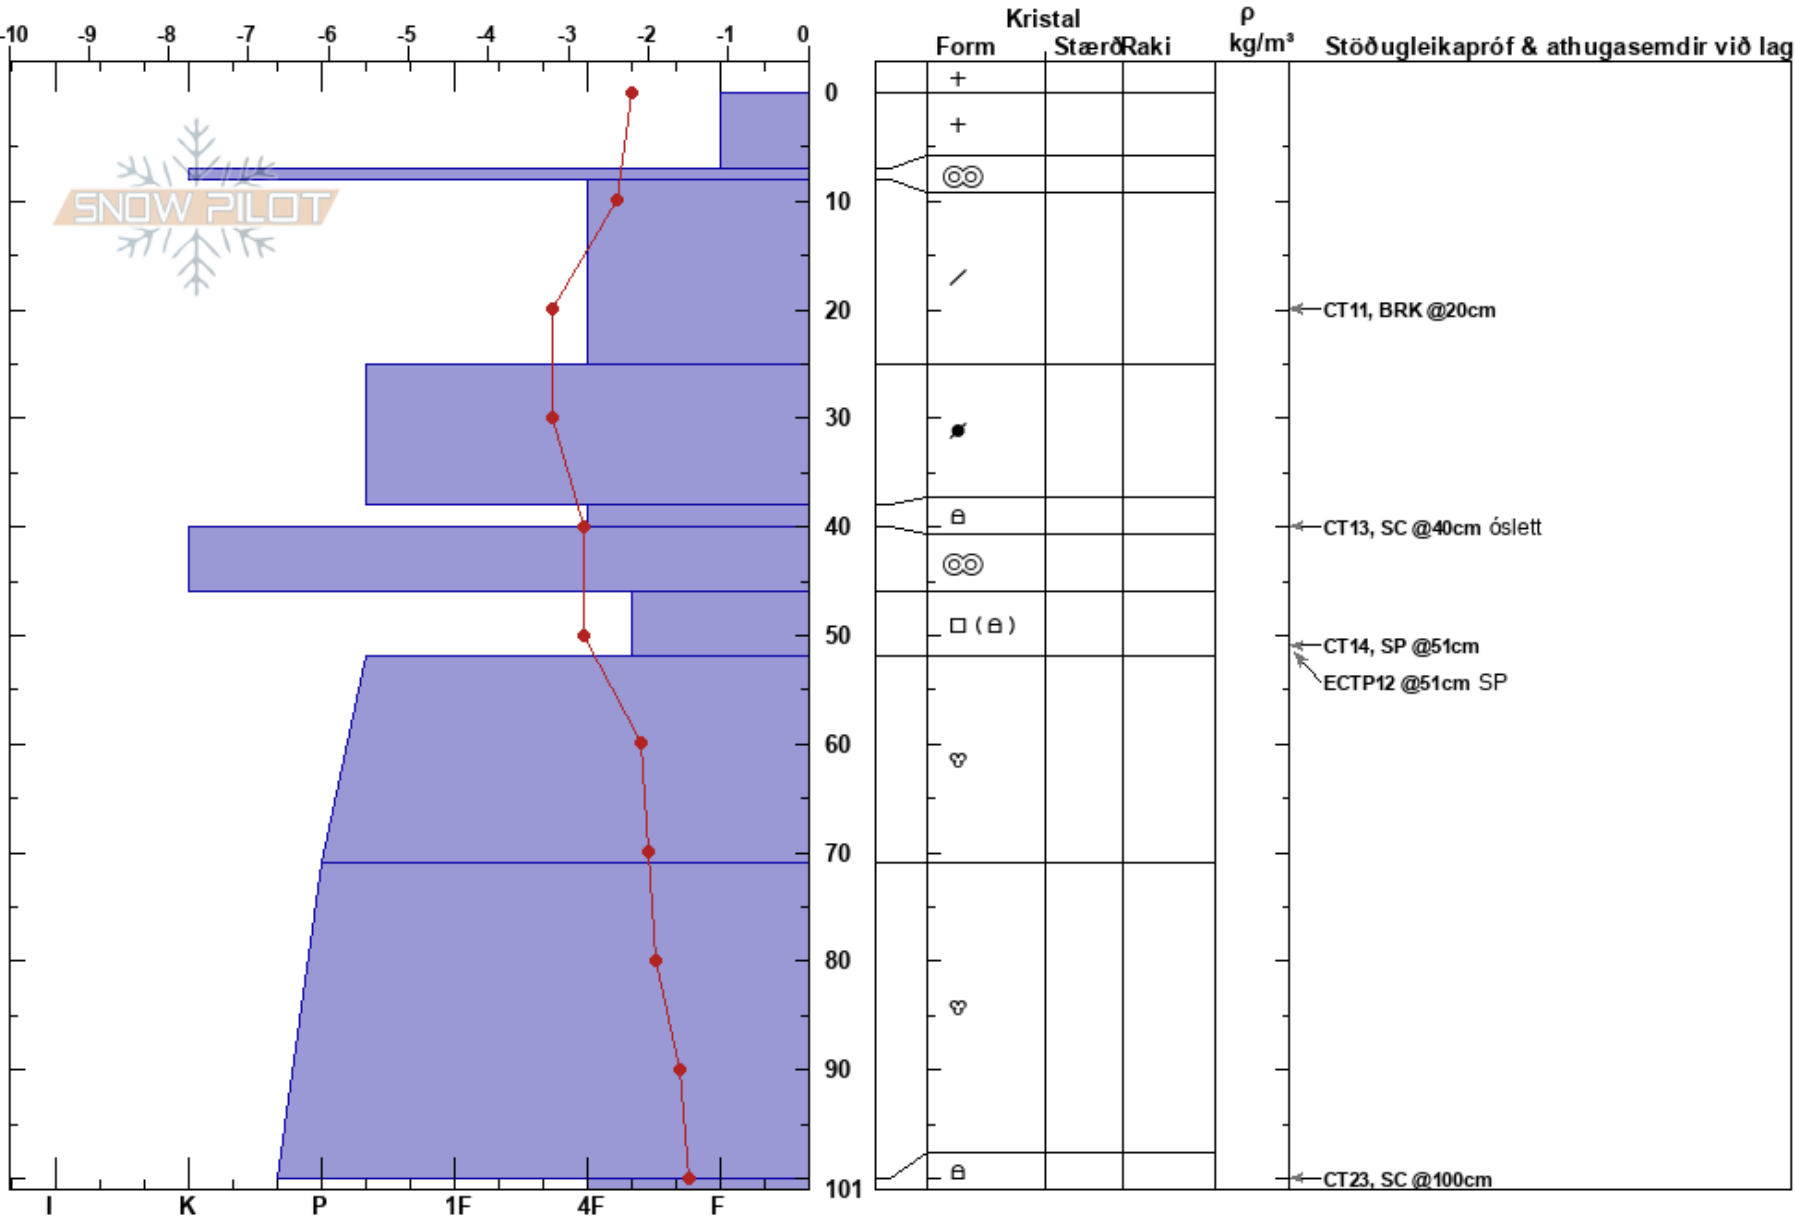 Kristal
ρ
-10 -9 -8 -7 -6 -5 -4 -3 -2 -1 0
Form Stærð Raki kg/m³ Stöðugleikapróf & athugasemdir við lag
0
SNOW PILOT
10
20 CT11, BRK @20cm
30
40 CT13, SC @40cm óslett
50
CT14, SP @51cm
ECTP12 @51cm SP
60
70
80
90
CT23, SC @100cm
101
I K P 1F 4F F